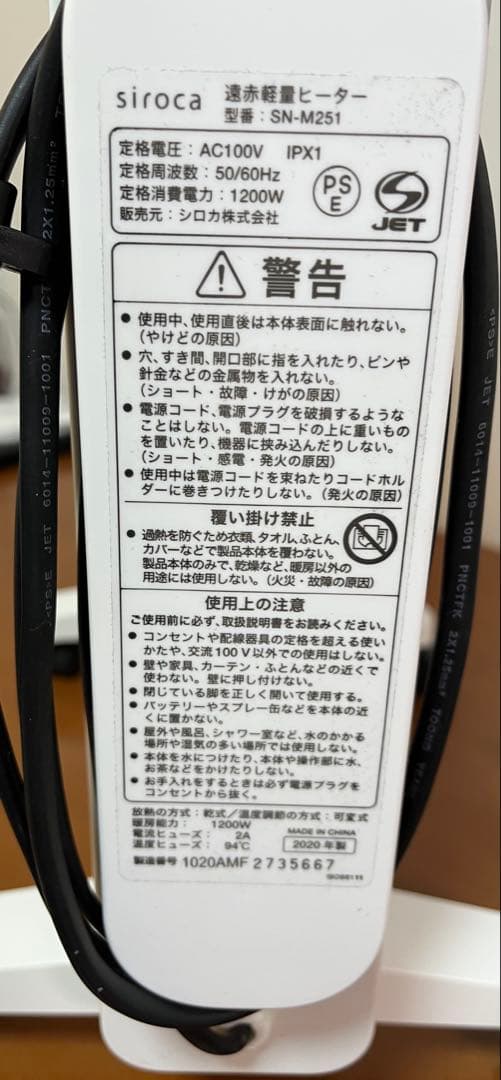 siroca 遠赤軽量ヒーター
型番：SN-M251
定格電圧：AC100V IPX1
定格周波数：50/60Hz
定格消費電力：1200W
販売元：シロカ株式会社
PS
E
JET
警告
● 使用中、使用直後は本体表面に触れない。
（やけどの原因）
● 穴、すき間、開口部に指を入れたり、ピンや
針金などの金属物を入れない。
（ショート・故障・けがの原因）
● 電源コード、電源プラグを破損するような
ことはしない。電源コードの上に重いもの
を置いたり、機器に挟み込んだりしない。
（ショート・感電・発火の原因）
● 使用中は電源コードを束ねたりコードホル
ダーに巻きつけたりしない。（発火の原因）
覆い掛け禁止
● 過熱を防ぐため衣類、タオル、ふとん、
カバーなどで製品本体を覆わない。
製品本体のみで、乾燥など、暖房以外の
用途には使用しない。（火災・故障の原因）
使用上の注意
ご使用前に必ず、取扱説明書をお読みください。
● コンセントや配線器具の定格を超える使い
かたや、交流100V以外での使用はしない。
● 壁や家具、カーテン・ふとんなどの近くで
使わない。壁に押し付けない。
● 閉じている脚を正しく開いて使用する。
● バッテリーやスプレー缶などを本体の近
くに置かない。
● 屋外や風呂、シャワー室など、水のかかる
場所や湿気の多い場所では使用しない。
● 本体を水につけたり、本体や操作部に水、
お茶などをかけたりしない。
● お手入れをするときは必ず電源プラグを
コンセントから抜く。
放熱の方式：乾式／温度調節の方式：可変式
暖房能力： 1200W
電流ヒューズ： 2A
温度ヒューズ： 94℃
MADE IN CHINA
2020年製
製造番号 1020AMF 2735667
<PS>E JET 6014-11009-1001 PNCT 2X1.25mm²
<PS>E JET 6014-11009-1001 PNCTFK 2X1.25mm²